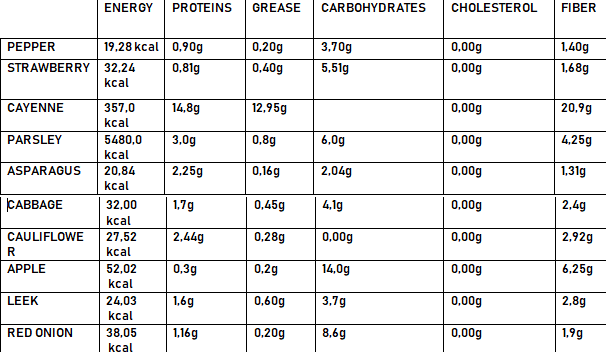 ENERGY PROTEINS GREASE CARBOHYDRATES CHOLESTEROL FIBER
PEPPER 19,28 kcal 0,90g 0,20g 3,70g 0,00g 1,40g
STRAWBERRY 32,24 0,81g 0,40g 5,51g 0,00g 1,68g
kcal
CAYENNE 357,0 14,8g 12,95g 0,00g 20,9g
kcal
PARSLEY 5480,0 3,0g 0,8g 6,0g 0,00g 4,25g
kcal
ASPARAGUS 20,84 2,25g 0,16g 2,04g 0,00g 1,31g
kcal
CABBAGE 32,00 1,7g 0,45g 4,1g 0,00g 2,4g
kcal
CAULIFLOWE 27,52 2,44g 0,28g 0,00g 0,00g 2,92g
R kcal
APPLE 52,02 0,3g 0,2g 14,0g 0,00g 6,25g
kcal
LEEK 24,03 1,6g 0,60g 3,7g 0,00g 2,8g
kcal
RED ONION 38,05 1,16g 0,20g 8,6g 0,00g 1,9g
kcal